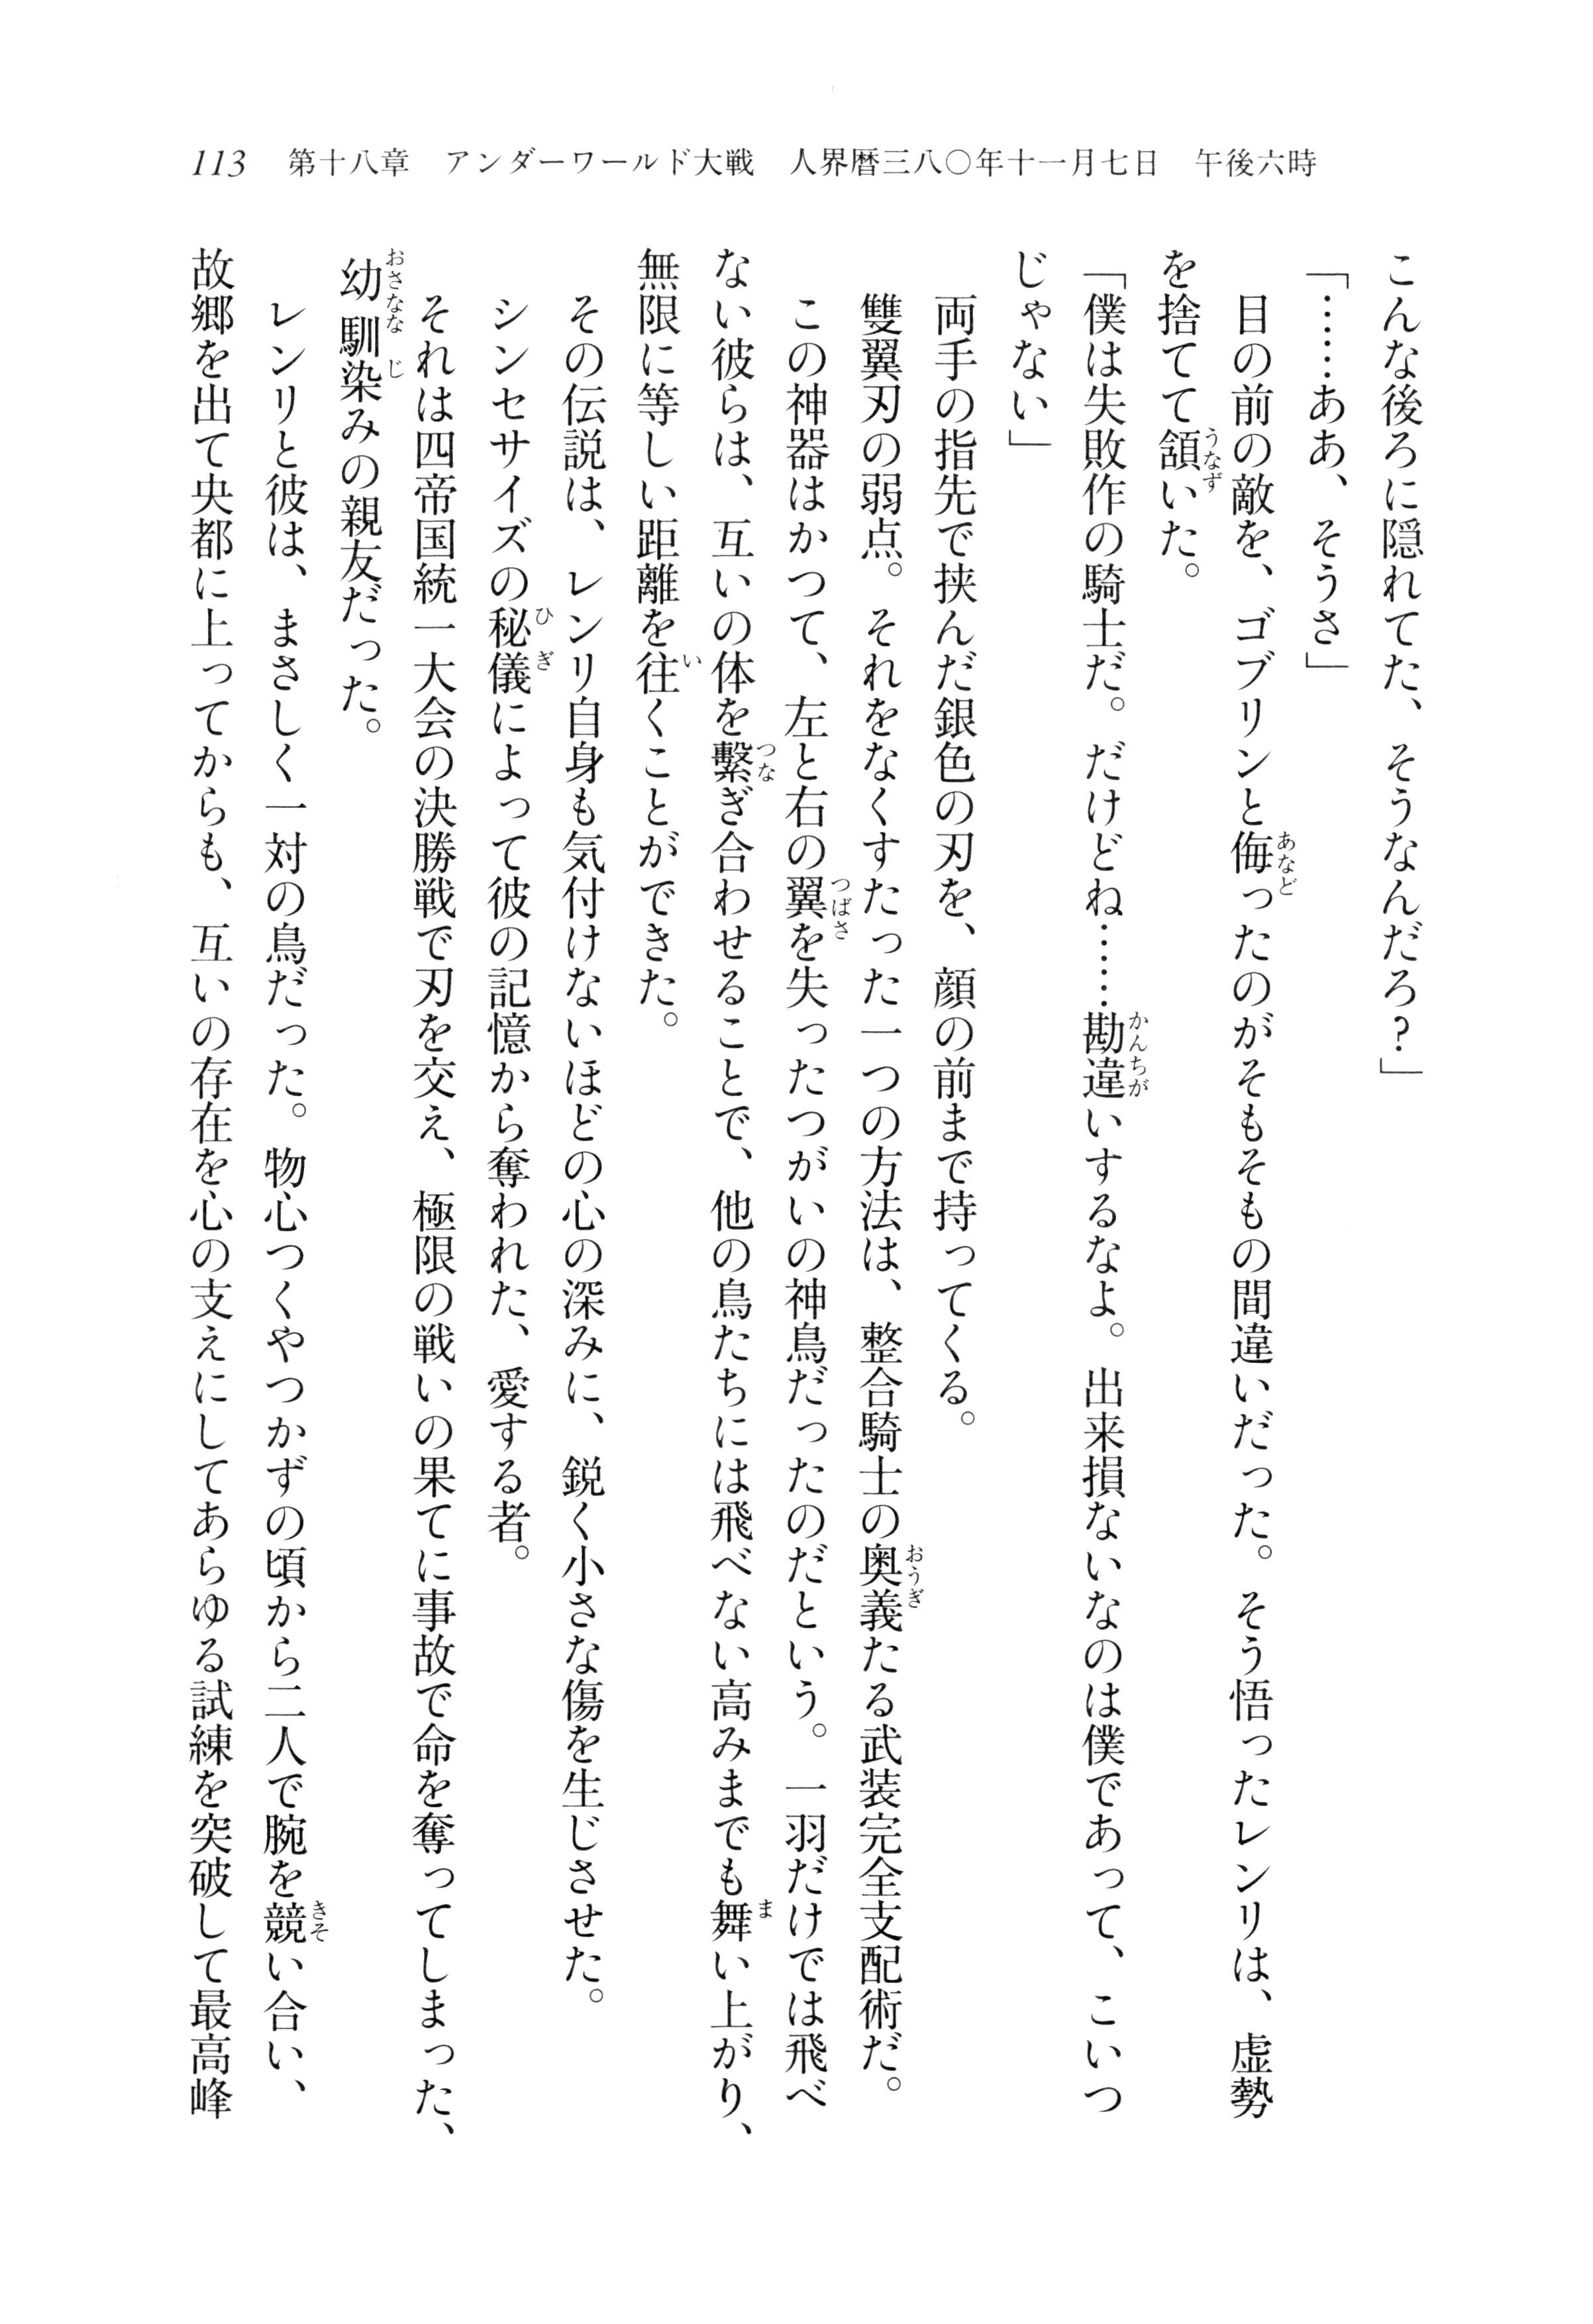 113　第十八章　アンダーワールド大戦　人界暦三八〇年十一月七日　午後六時
こんな後ろに隠れてた、そうなんだろ？」
「……ああ、そうさ」
　目の前の敵を、ゴブリンと侮ったのがそもそもの間違いだった。そう悟ったレンリは、虚勢
を捨てて頷いた。
「僕は失敗作の騎士だ。だけどね……勘違いするなよ。出来損ないなのは僕であって、こいつ
じゃない」
　両手の指先で挟んだ銀色の刃を、顔の前まで持ってくる。
　雙翼刃の弱点。それをなくすたった一つの方法は、整合騎士の奥義たる武装完全支配術だ。
　この神器はかつて、左と右の翼を失ったつがいの神鳥だったのだという。一羽だけでは飛べ
ない彼らは、互いの体を繫ぎ合わせることで、他の鳥たちには飛べない高みまでも舞い上がり、
無限に等しい距離を往くことができた。
　その伝説は、レンリ自身も気付けないほどの心の深みに、鋭く小さな傷を生じさせた。
　シンセサイズの秘儀によって彼の記憶から奪われた、愛する者。
　それは四帝国統一大会の決勝戦で刃を交え、極限の戦いの果てに事故で命を奪ってしまった、
幼馴染みの親友だった。
　レンリと彼は、まさしく一対の鳥だった。物心つくやつかずの頃から二人で腕を競い合い、
故郷を出て央都に上ってからも、互いの存在を心の支えにしてあらゆる試練を突破して最高峰